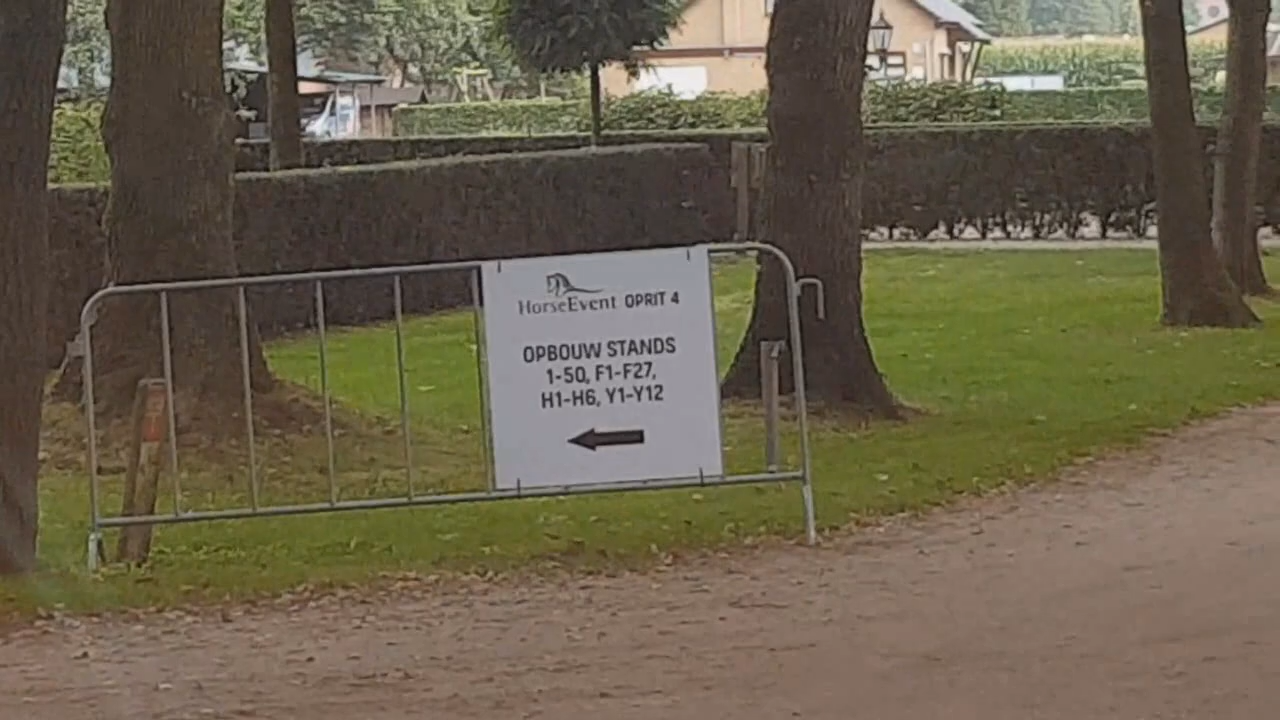 HorseEvent OPRIT 4
OPBOUW STANDS
1-50, F1-F27,
H1-H6, Y1-Y12